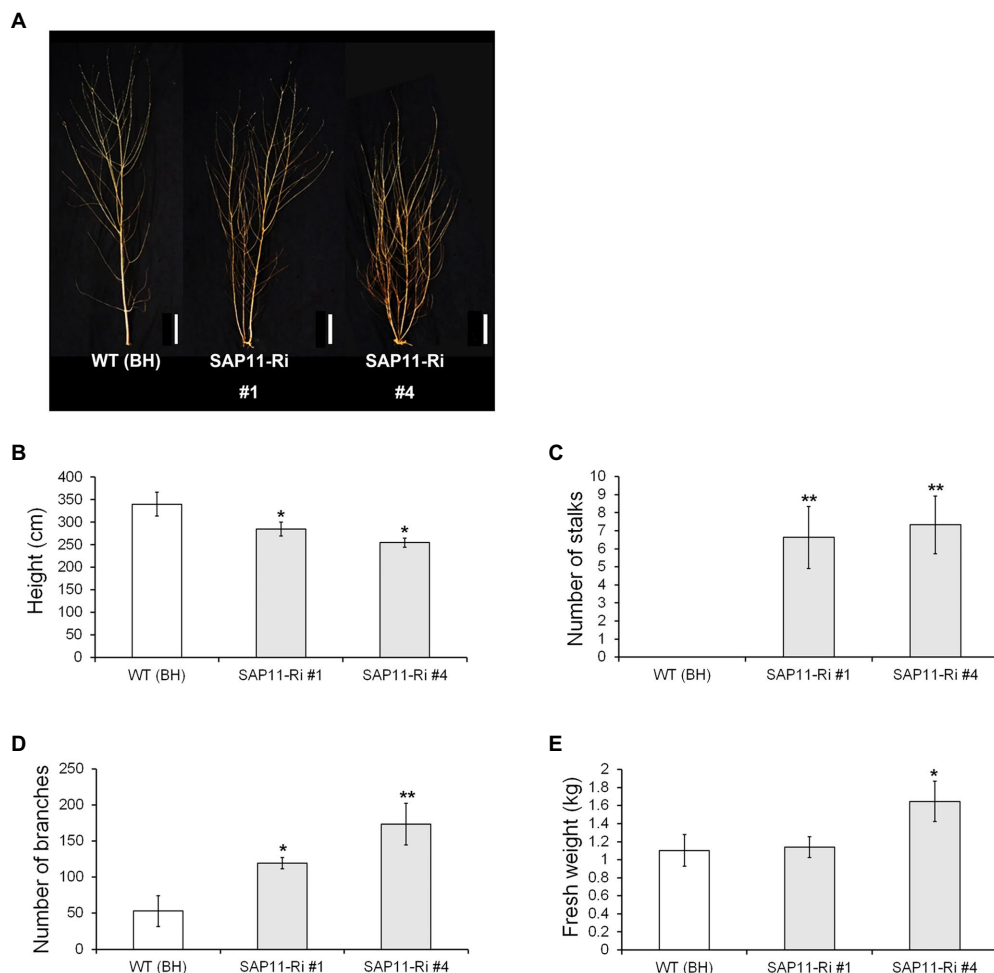 A
WT (BH)
SAP11-Ri
#1
SAP11-Ri
#4
B
Height (cm)
400
350
300
250
200
150
100
50
0
*
*
WT (BH) SAP11-Ri #1 SAP11-Ri #4
C
Number of stalks
10
9
8
7
6
5
4
3
2
1
0
**
**
WT (BH) SAP11-Ri #1 SAP11-Ri #4
D
Number of branches
250
200
150
100
50
0
*
**
WT (BH) SAP11-Ri #1 SAP11-Ri #4
E
Fresh weight (kg)
2
1.8
1.6
1.4
1.2
1
0.8
0.6
0.4
0.2
0
*
WT (BH) SAP11-Ri #1 SAP11-Ri #4